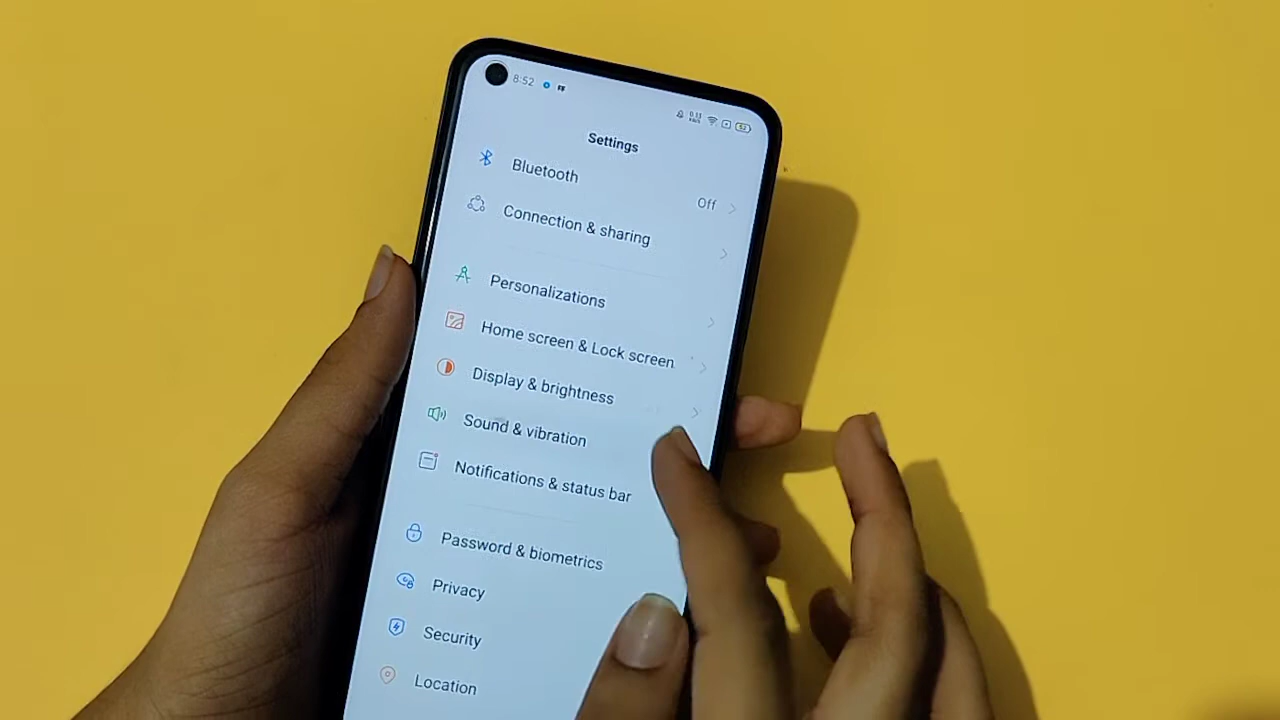 8:52
Settings
Bluetooth
Off
Connection & sharing
Personalizations
Home screen & Lock screen
Display & brightness
Sound & vibration
Notifications & status bar
Password & biometrics
Privacy
Security
Location